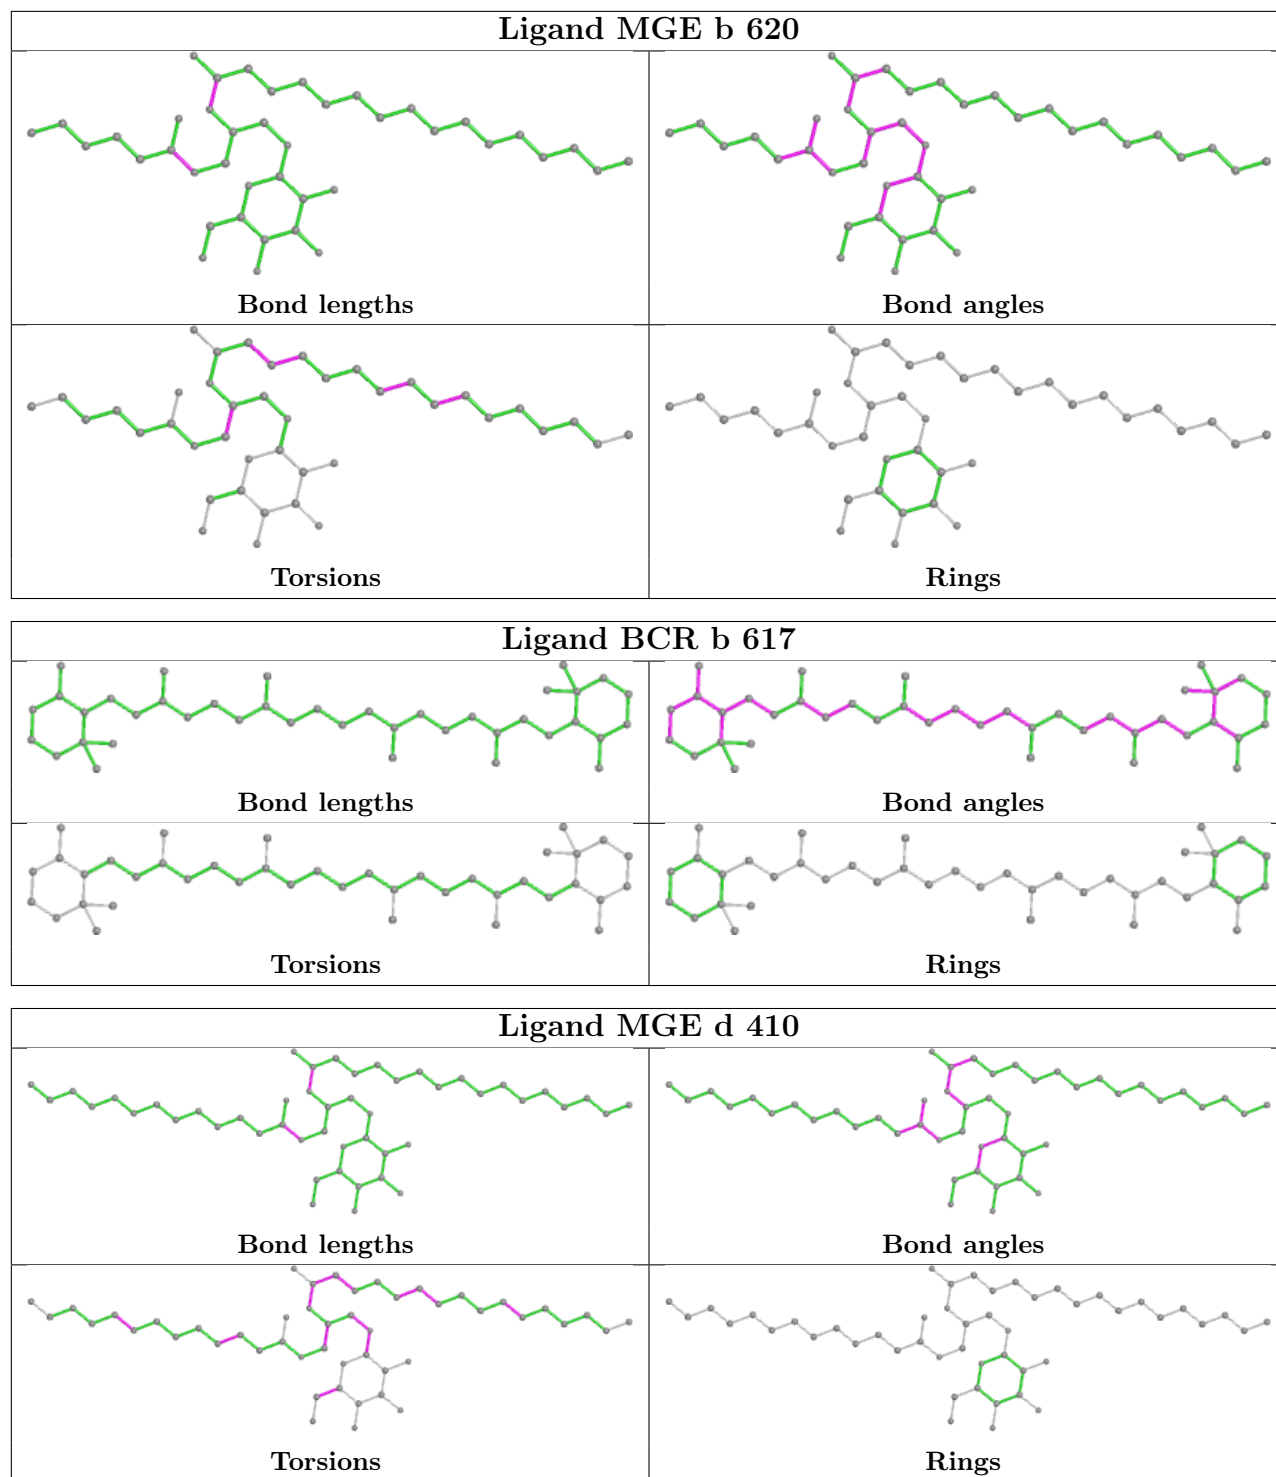 Ligand MGE b 620
Bond lengths
Bond angles
Torsions
Rings
Ligand BCR b 617
Bond lengths
Bond angles
Torsions
Rings
Ligand MGE d 410
Bond lengths
Bond angles
Torsions
Rings